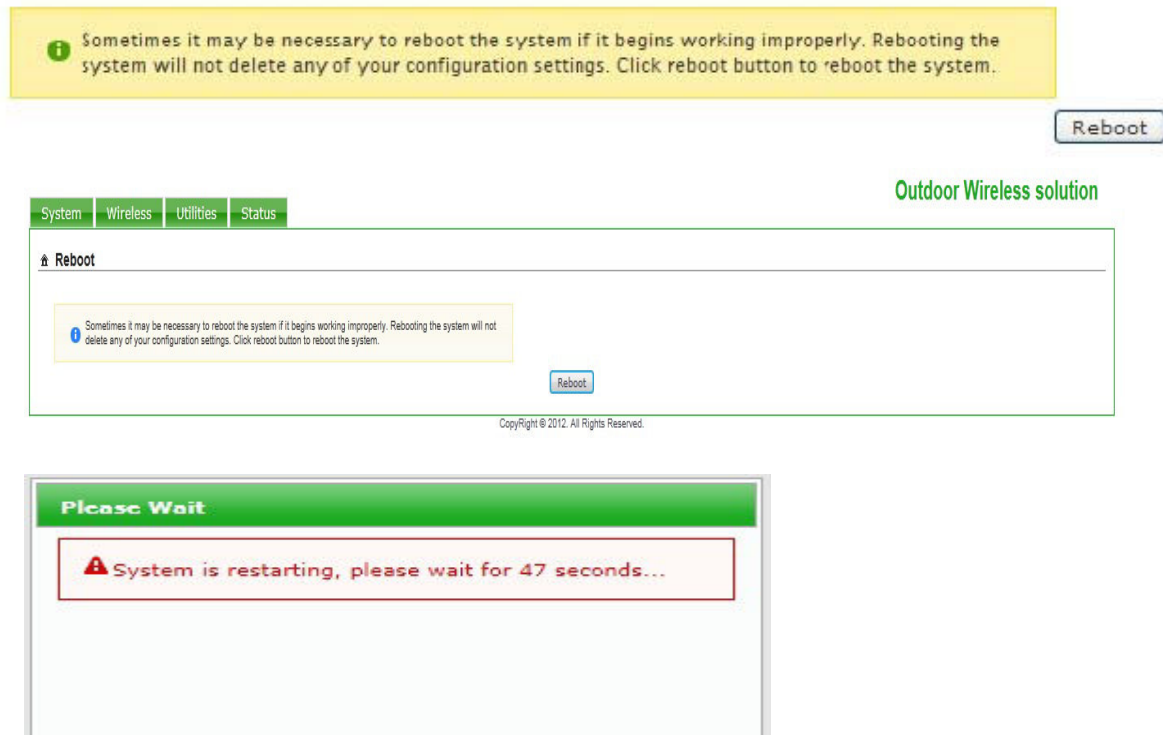 Sometimes it may be necessary to reboot the system if it begins working improperly. Rebooting the
system will not delete any of your configuration settings. Click reboot button to reboot the system.
Reboot
Outdoor Wireless solution
System Wireless Utilities Status
Reboot
Sometimes it may be necessary to reboot the system if it begins working improperly. Rebooting the system will not
delete any of your configuration settings. Click reboot button to reboot the system.
Reboot
CopyRight © 2012. All Rights Reserved.
Please Wait
System is restarting, please wait for 47 seconds...